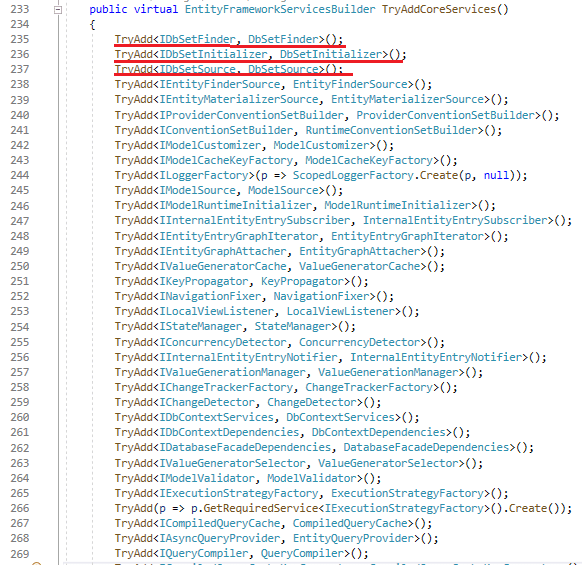 233 public virtual EntityFrameworkServicesBuilder TryAddCoreServices()
234 {
235 TryAdd<IDbSetFinder, DbSetFinder>();
236 TryAdd<IDbSetInitializer, DbSetInitializer>();
237 TryAdd<IDbSetSource, DbSetSource>();
238 TryAdd<IEntityFinderSource, EntityFinderSource>();
239 TryAdd<IEntityMaterializerSource, EntityMaterializerSource>();
240 TryAdd<IProviderConventionSetBuilder, ProviderConventionSetBuilder>();
241 TryAdd<IConventionSetBuilder, RuntimeConventionSetBuilder>();
242 TryAdd<IModelCustomizer, ModelCustomizer>();
243 TryAdd<IModelCacheKeyFactory, ModelCacheKeyFactory>();
244 TryAdd<ILoggerFactory>(p => ScopedLoggerFactory.Create(p, null));
245 TryAdd<IModelSource, ModelSource>();
246 TryAdd<IModelRuntimeInitializer, ModelRuntimeInitializer>();
247 TryAdd<IInternalEntityEntrySubscriber, InternalEntityEntrySubscriber>();
248 TryAdd<IEntityEntryGraphIterator, EntityEntryGraphIterator>();
249 TryAdd<IEntityGraphAttacher, EntityGraphAttacher>();
250 TryAdd<IValueGeneratorCache, ValueGeneratorCache>();
251 TryAdd<IKeyPropagator, KeyPropagator>();
252 TryAdd<INavigationFixer, NavigationFixer>();
253 TryAdd<ILocalViewListener, LocalViewListener>();
254 TryAdd<IStateManager, StateManager>();
255 TryAdd<IConcurrencyDetector, ConcurrencyDetector>();
256 TryAdd<IInternalEntityEntryNotifier, InternalEntityEntryNotifier>();
257 TryAdd<IValueGenerationManager, ValueGenerationManager>();
258 TryAdd<IChangeTrackerFactory, ChangeTrackerFactory>();
259 TryAdd<IChangeDetector, ChangeDetector>();
260 TryAdd<IDbContextServices, DbContextServices>();
261 TryAdd<IDbContextDependencies, DbContextDependencies>();
262 TryAdd<IDatabaseFacadeDependencies, DatabaseFacadeDependencies>();
263 TryAdd<IValueGeneratorSelector, ValueGeneratorSelector>();
264 TryAdd<IModelValidator, ModelValidator>();
265 TryAdd<IExecutionStrategyFactory, ExecutionStrategyFactory>();
266 TryAdd(p => p.GetRequiredService<IExecutionStrategyFactory>().Create());
267 TryAdd<ICompiledQueryCache, CompiledQueryCache>();
268 TryAdd<IAsyncQueryProvider, EntityQueryProvider>();
269 TryAdd<IQueryCompiler, QueryCompiler>();